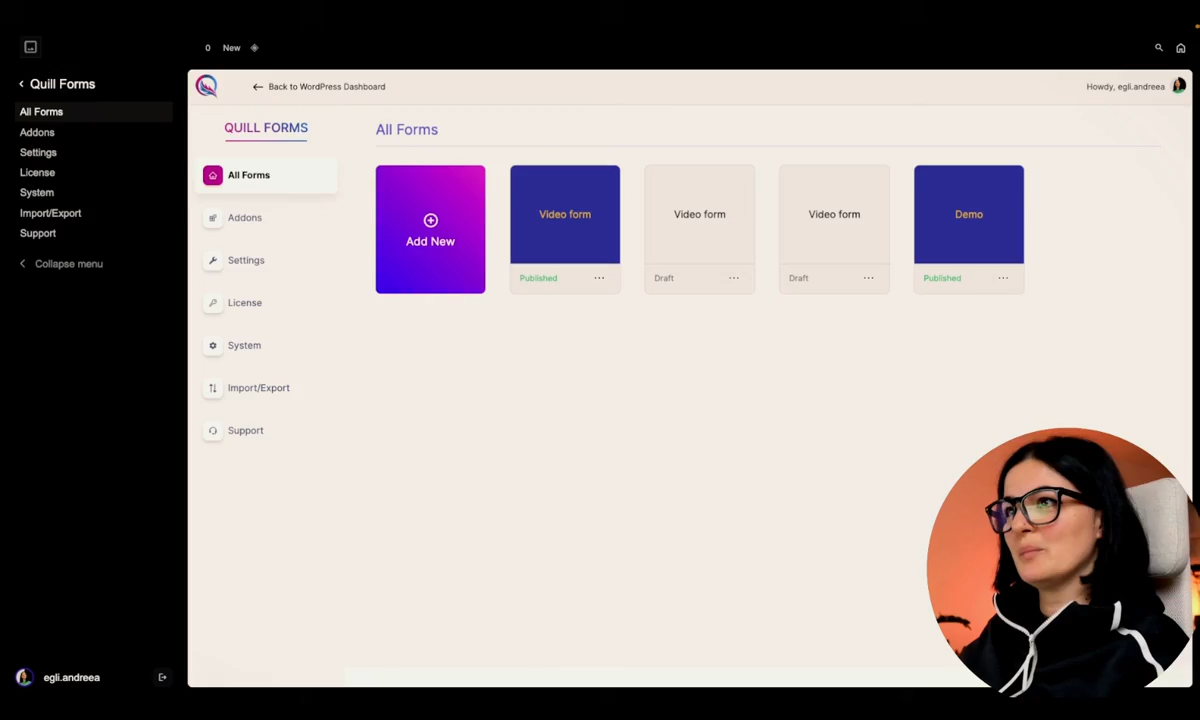 0 New
Quill Forms
All Forms
Addons
Settings
License
System
Import/Export
Support
Collapse menu
egli.andreea
Back to WordPress Dashboard
Howdy, egli.andreea
QUILL FORMS
All Forms
Addons
Settings
License
System
Import/Export
Support
All Forms
Add New
Video form
Published
Video form
Draft
Video form
Draft
Demo
Published